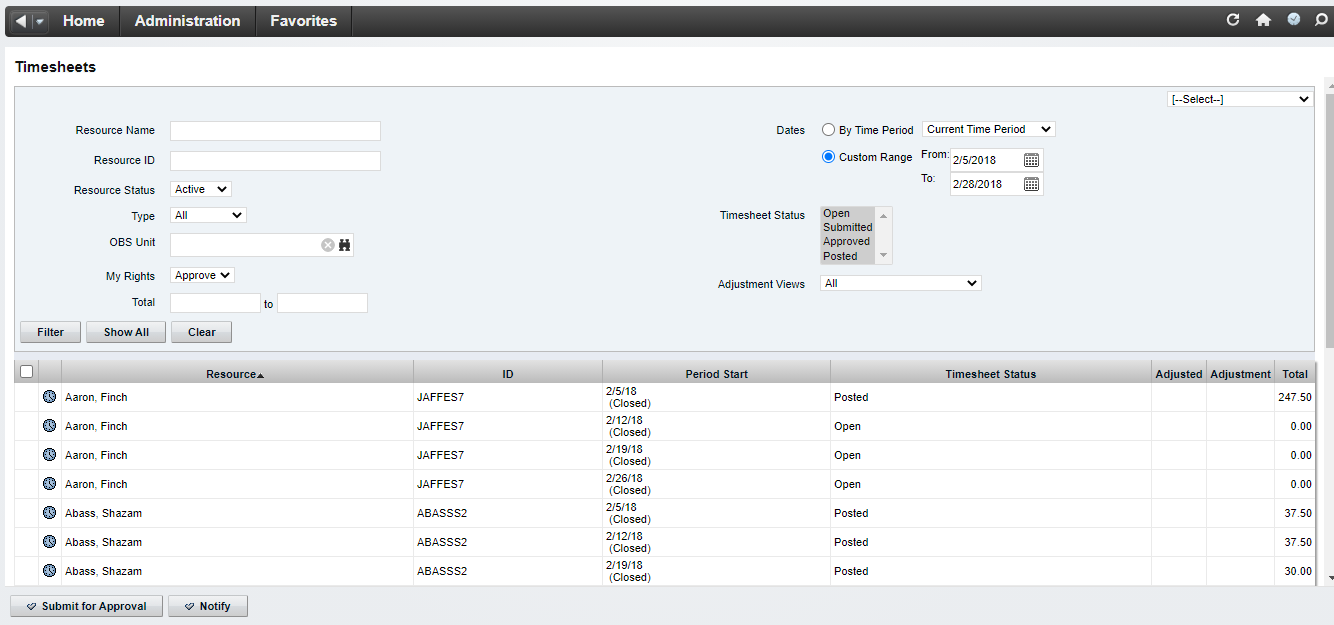 Home Administration Favorites
Timesheets
[--Select--]
Resource Name
Resource ID
Resource Status Active
Type All
OBS Unit
My Rights Approve
Total to
Dates By Time Period Current Time Period
Custom Range From: 2/5/2018
To: 2/28/2018
Timesheet Status Open
Submitted
Approved
Posted
Adjustment Views All
Filter Show All Clear
Resource ID Period Start Timesheet Status Adjusted Adjustment Total
Aaron, Finch JAFFES7 2/5/18 Posted 247.50
(Closed)
Aaron, Finch JAFFES7 2/12/18 Open 0.00
(Closed)
Aaron, Finch JAFFES7 2/19/18 Open 0.00
(Closed)
Aaron, Finch JAFFES7 2/26/18 Open 0.00
(Closed)
Abass, Shazam ABASSS2 2/5/18 Posted 37.50
(Closed)
Abass, Shazam ABASSS2 2/12/18 Posted 37.50
(Closed)
Abass, Shazam ABASSS2 2/19/18 Posted 30.00
(Closed)
Submit for Approval Notify